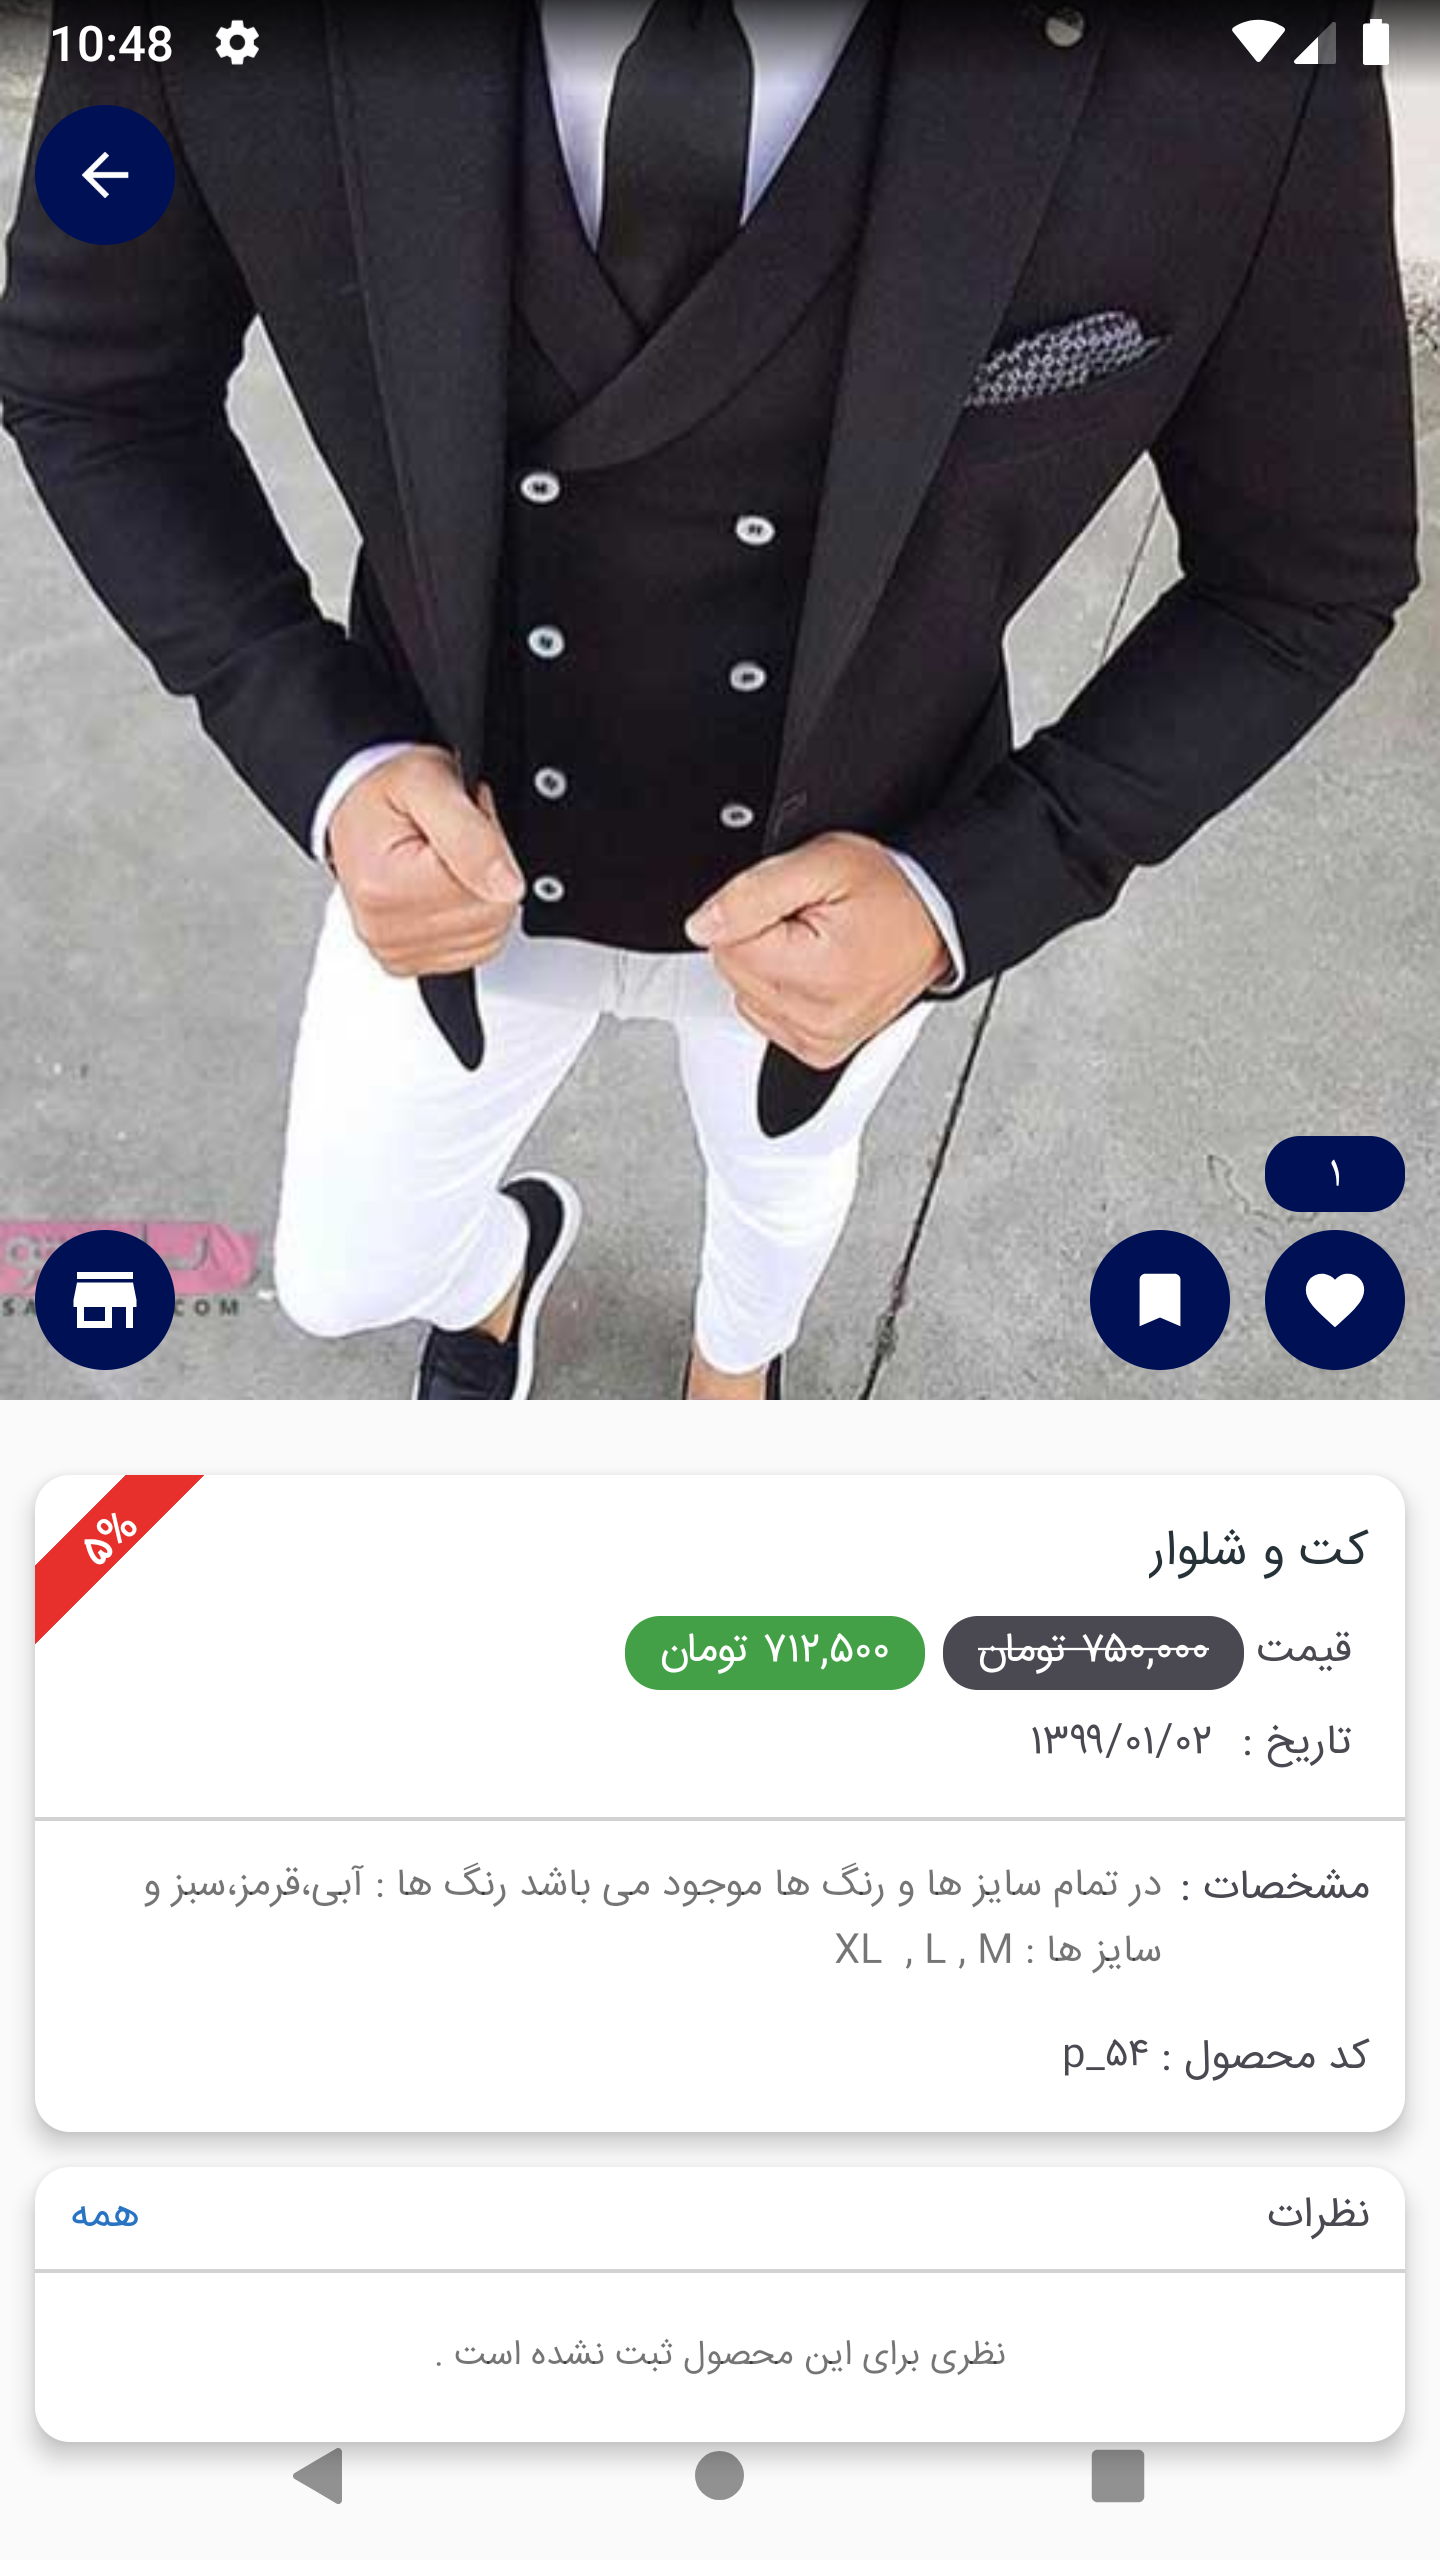 10:48
۱
S
COM
۵%
کت و شلوار
قیمت ۷۵۰,۰۰۰ تومان ۷۱۲,۵۰۰ تومان
تاریخ : ۱۳۹۹/۰۱/۰۲
مشخصات : در تمام سایز ها و رنگ ها موجود می باشد رنگ ها : آبی،قرمز،سبز و
سایز ها : XL , L , M
کد محصول : p_۵۴
نظرات همه
نظری برای این محصول ثبت نشده است .